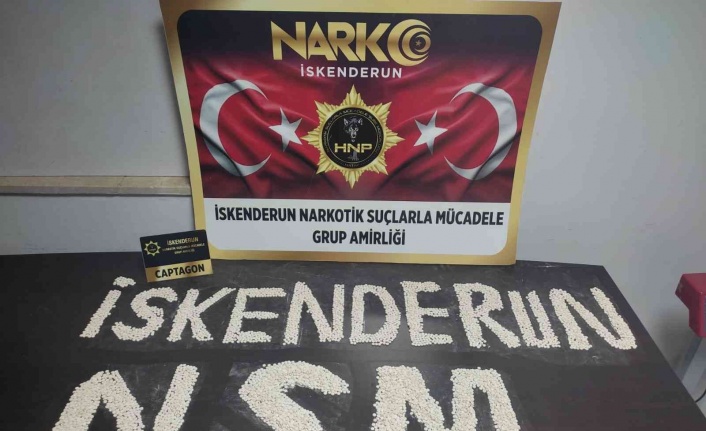 NARKO
İSKENDERUN
HNP
İSKENDERUN NARKOTİK SUÇLARLA MÜCADELE
GRUP AMİRLİĞİ
İSKENDERUN
CAPTAGON
İSKENDERUN
NSM